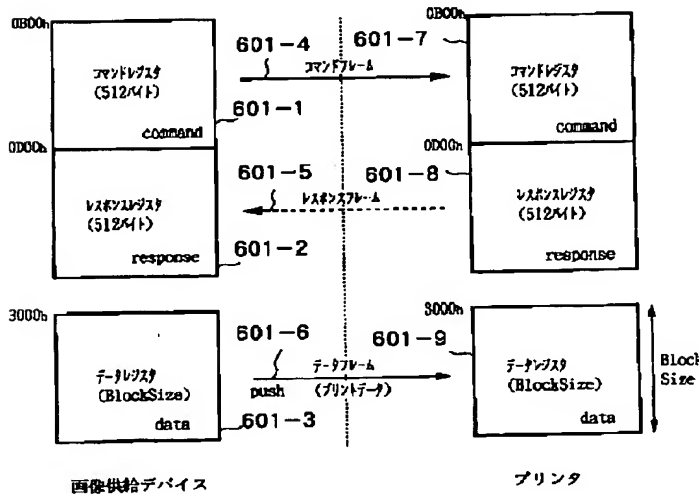 0B00h
コマンドレジスタ
(512バイト)
command
601-1
0D00h
レスポンスレジスタ
(512バイト)
response
601-2
3000h
データレジスタ
(BlockSize)
data
601-3
画像供給デバイス
601-4
コマンドフレーム
601-5
レスポンスフレーム
601-6
データフレーム
push
(プリントデータ)
601-7
0B00h
コマンドレジスタ
(512バイト)
command
0D00h
601-8
レスポンスレジスタ
(512バイト)
response
3000h
601-9
データレジスタ
(BlockSize)
data
Block
Size
プリンタ